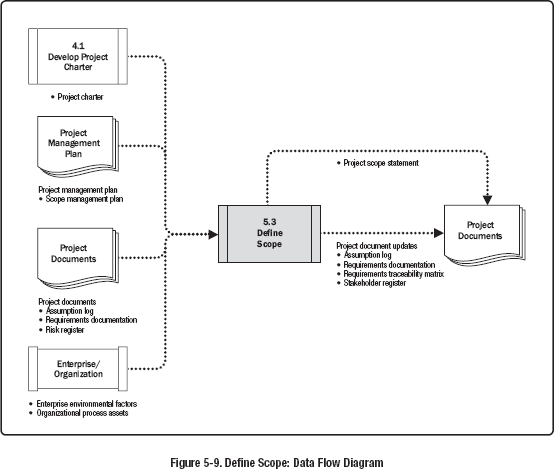 4.1
Develop Project
Charter
• Project charter
Project
Management
Plan
Project management plan
• Scope management plan
Project
Documents
Project documents
• Assumption log
• Requirements documentation
• Risk register
Enterprise/
Organization
• Enterprise environmental factors
• Organizational process assets
5.3
Define
Scope
• Project scope statement
Project document updates
• Assumption log
• Requirements documentation
• Requirements traceability matrix
• Stakeholder register
Project
Documents
Figure 5-9. Define Scope: Data Flow Diagram